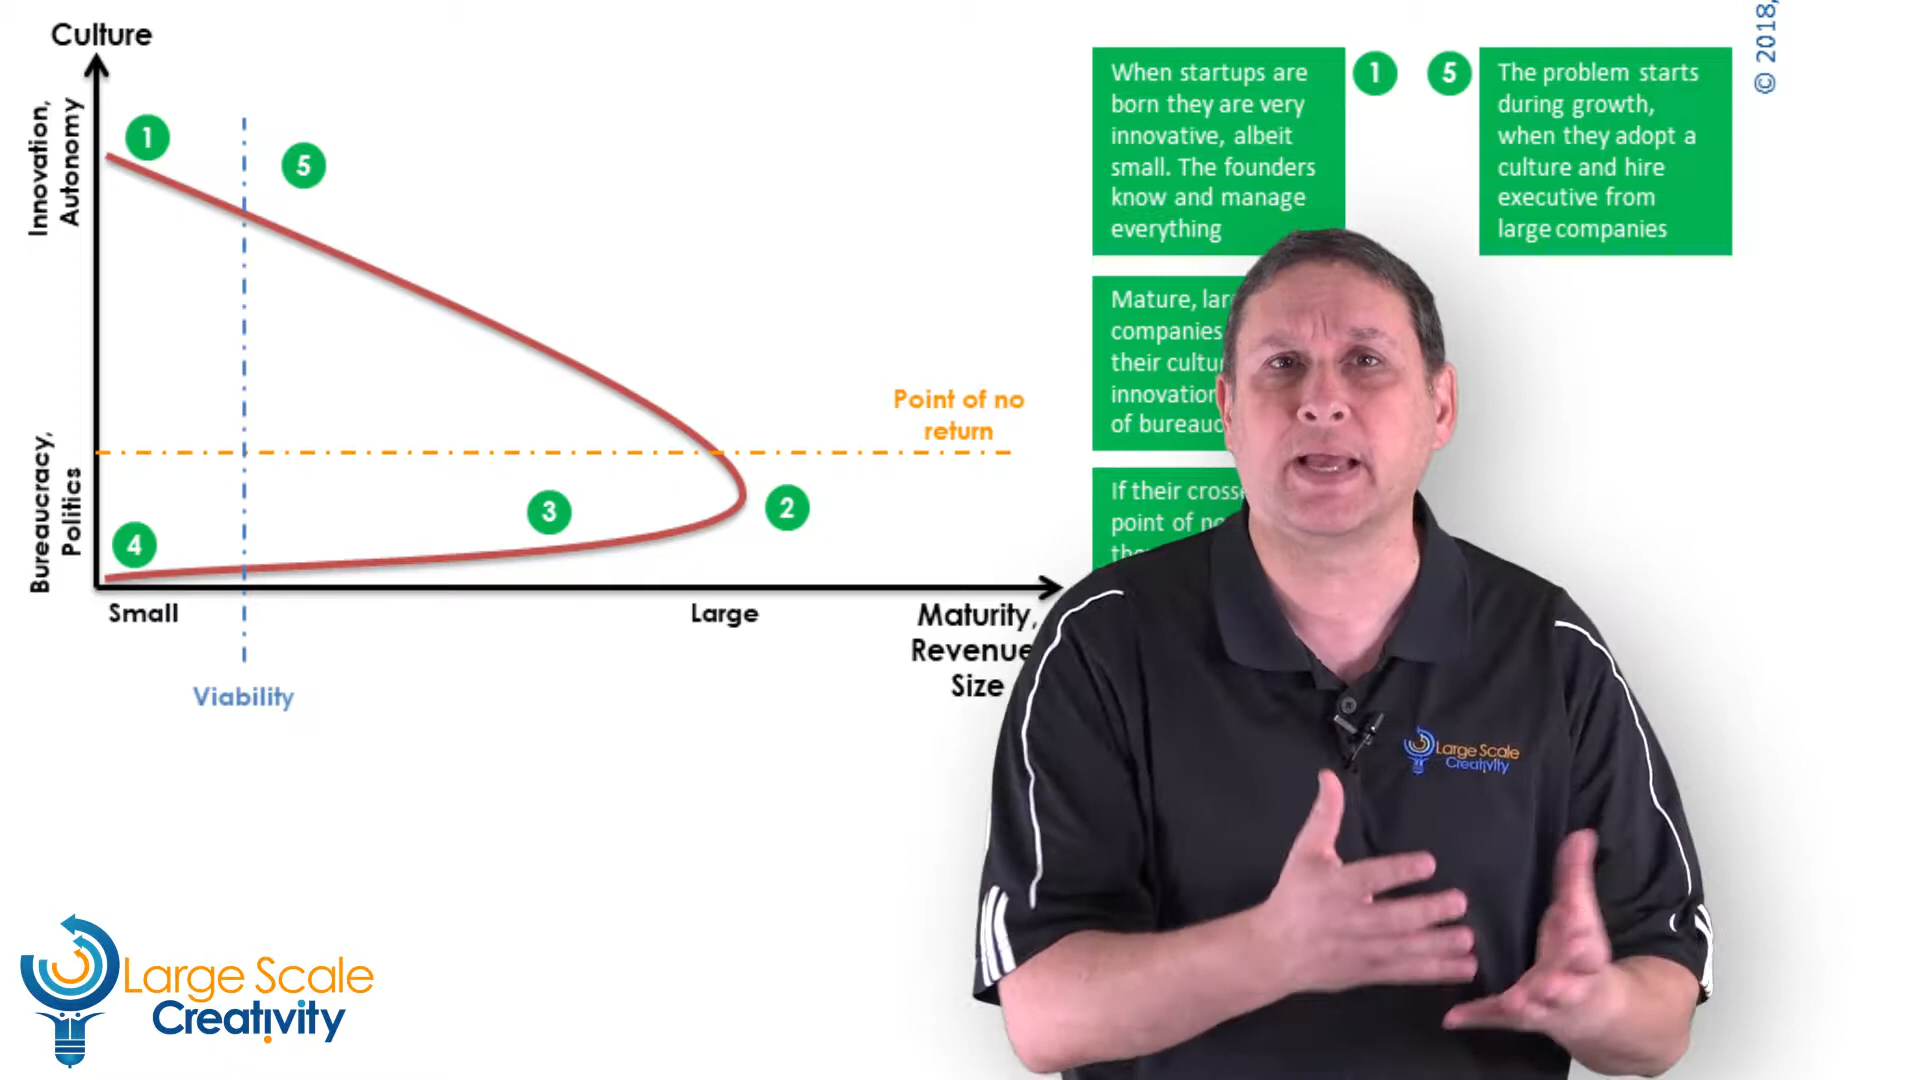 Culture
Innovation,
Autonomy
Bureaucracy,
Politics
1
5
Point of no
return
3
2
4
Small
Large
Maturity,
Revenue
Size
Viability
When startups are
born they are very
innovative, albeit
small. The founders
know and manage
everything
1
5
The problem starts
during growth,
when they adopt a
culture and hire
executive from
large companies
© 2018,
Mature,
companies
their
of
If their
point of
Large Scale
Creativity
Large Scale
Creativity